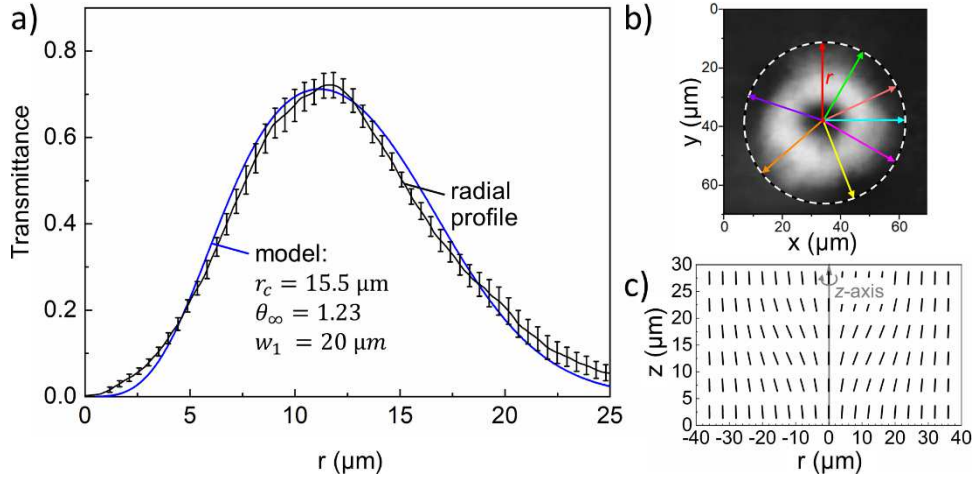 a)
Transmittance
0.8
0.6
0.4
0.2
0.0
0
5
10
15
20
25
r (µm)
radial
profile
model:
r_c = 15.5 µm
θ_∞ = 1.23
w_1 = 20 µm
b)
y (µm)
0
20
40
60
0
20
40
60
x (µm)
r
c)
z (µm)
30
25
20
15
10
5
0
-40
-30
-20
-10
0
10
20
30
40
r (µm)
z-axis